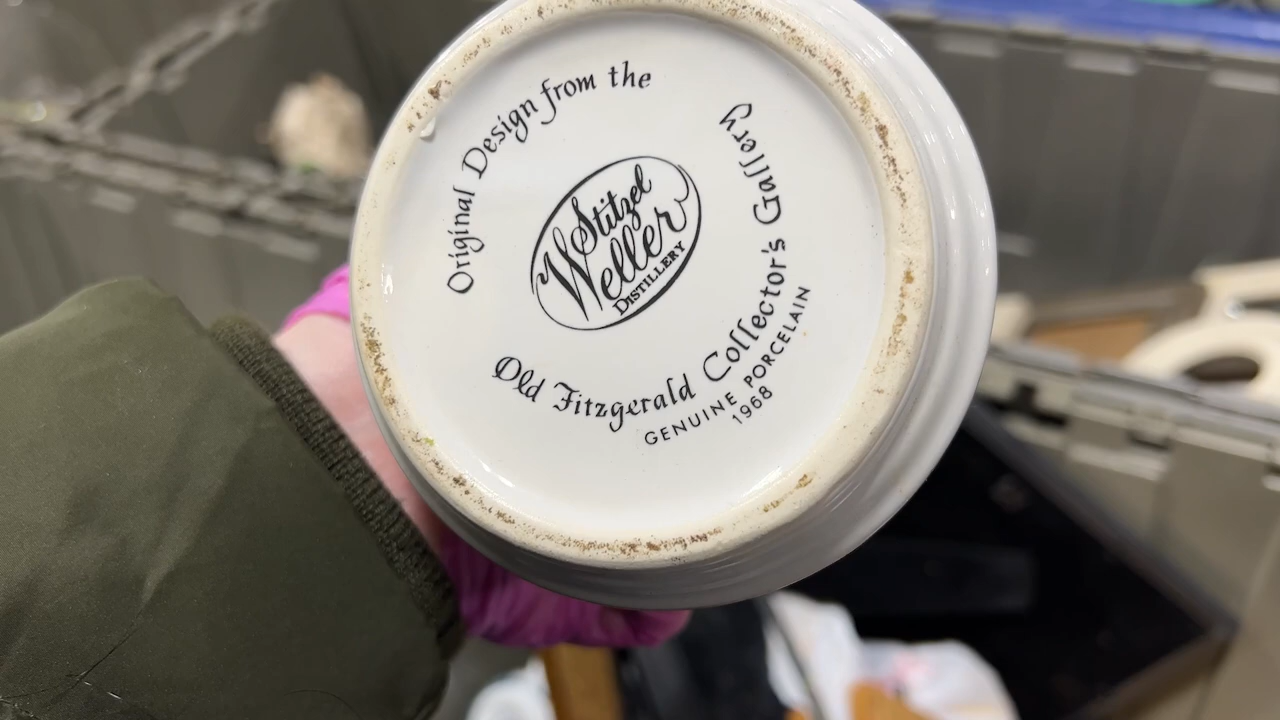 Original Design from the
Stitzel
Weller
DISTILLERY
Old Fitzgerald Collector's Gallery
GENUINE PORCELAIN
1968